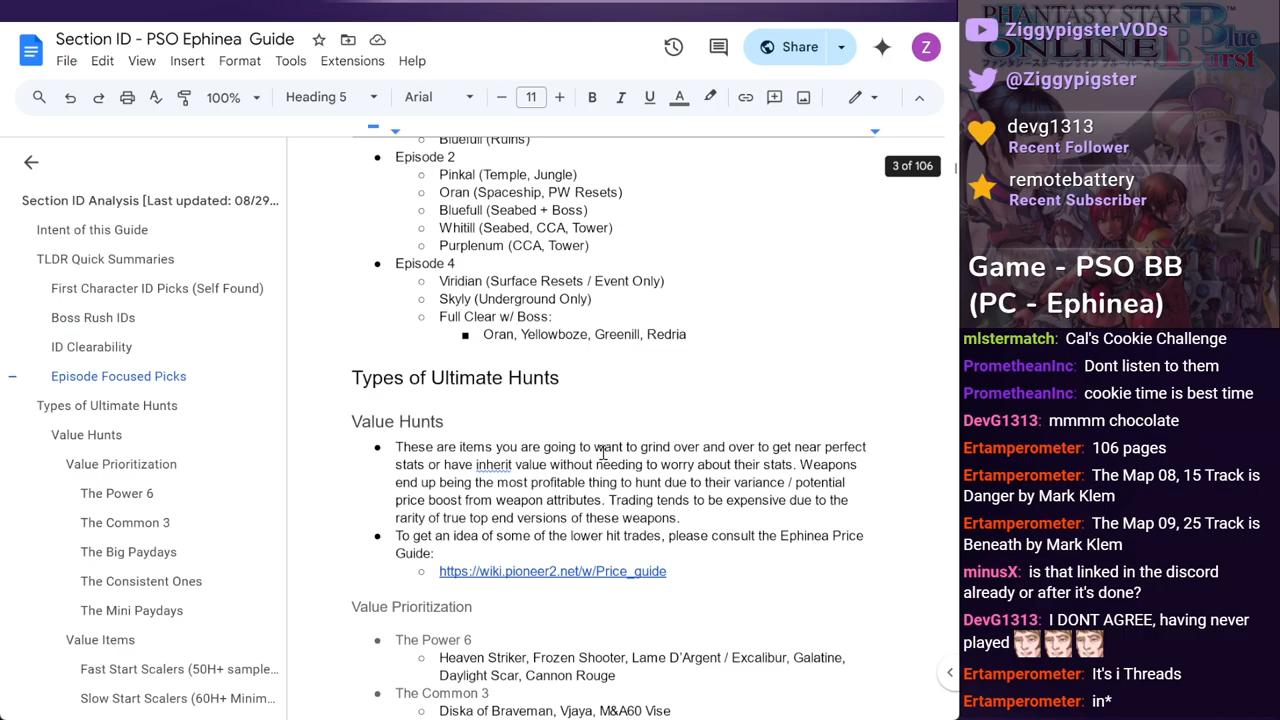 Section ID - PSO Ephinea Guide
File Edit View Insert Format Tools Extensions Help
Share
Z
100% Heading 5 Arial 11
B I U A
3 of 106
Section ID Analysis [Last updated: 08/29...
Intent of this Guide
TLDR Quick Summaries
First Character ID Picks (Self Found)
Boss Rush IDs
ID Clearability
Episode Focused Picks
Types of Ultimate Hunts
Value Hunts
Value Prioritization
The Power 6
The Common 3
The Big Paydays
The Consistent Ones
The Mini Paydays
Value Items
Fast Start Scalers (50H+ sample...
Slow Start Scalers (60H+ Minim...
Bluefull (Ruins)
Episode 2
Pinkal (Temple, Jungle)
Oran (Spaceship, PW Resets)
Bluefull (Seabed + Boss)
Whitill (Seabed, CCA, Tower)
Purplenum (CCA, Tower)
Episode 4
Viridian (Surface Resets / Event Only)
Skyly (Underground Only)
Full Clear w/ Boss:
Oran, Yellowboze, Greenill, Redria
Types of Ultimate Hunts
Value Hunts
These are items you are going to want to grind over and over to get near perfect
stats or have inherit value without needing to worry about their stats. Weapons
end up being the most profitable thing to hunt due to their variance / potential
price boost from weapon attributes. Trading tends to be expensive due to the
rarity of true top end versions of these weapons.
To get an idea of some of the lower hit trades, please consult the Ephinea Price
Guide:
https://wiki.pioneer2.net/w/Price_guide
Value Prioritization
The Power 6
Heaven Striker, Frozen Shooter, Lame D'Argent / Excalibur, Galatine,
Daylight Scar, Cannon Rouge
The Common 3
Diska of Braveman, Vjaya, M&A60 Vise
PHANTASY STAR
ONLINE Blue
Burst
ZiggypigsterVODs
@Ziggypigster
devg1313
Recent Follower
remotebattery
Recent Subscriber
Game - PSO BB
(PC - Ephinea)
mlstermatch: Cal's Cookie Challenge
PrometheanInc: Dont listen to them
PrometheanInc: cookie time is best time
DevG1313: mmmm chocolate
Ertamperometer: 106 pages
Ertamperometer: The Map 08, 15 Track is
Danger by Mark Klem
Ertamperometer: The Map 09, 25 Track is
Beneath by Mark Klem
minusX: is that linked in the discord
already or after it's done?
DevG1313: I DONT AGREE, having never
played
Ertamperometer: It's i Threads
Ertamperometer: in*